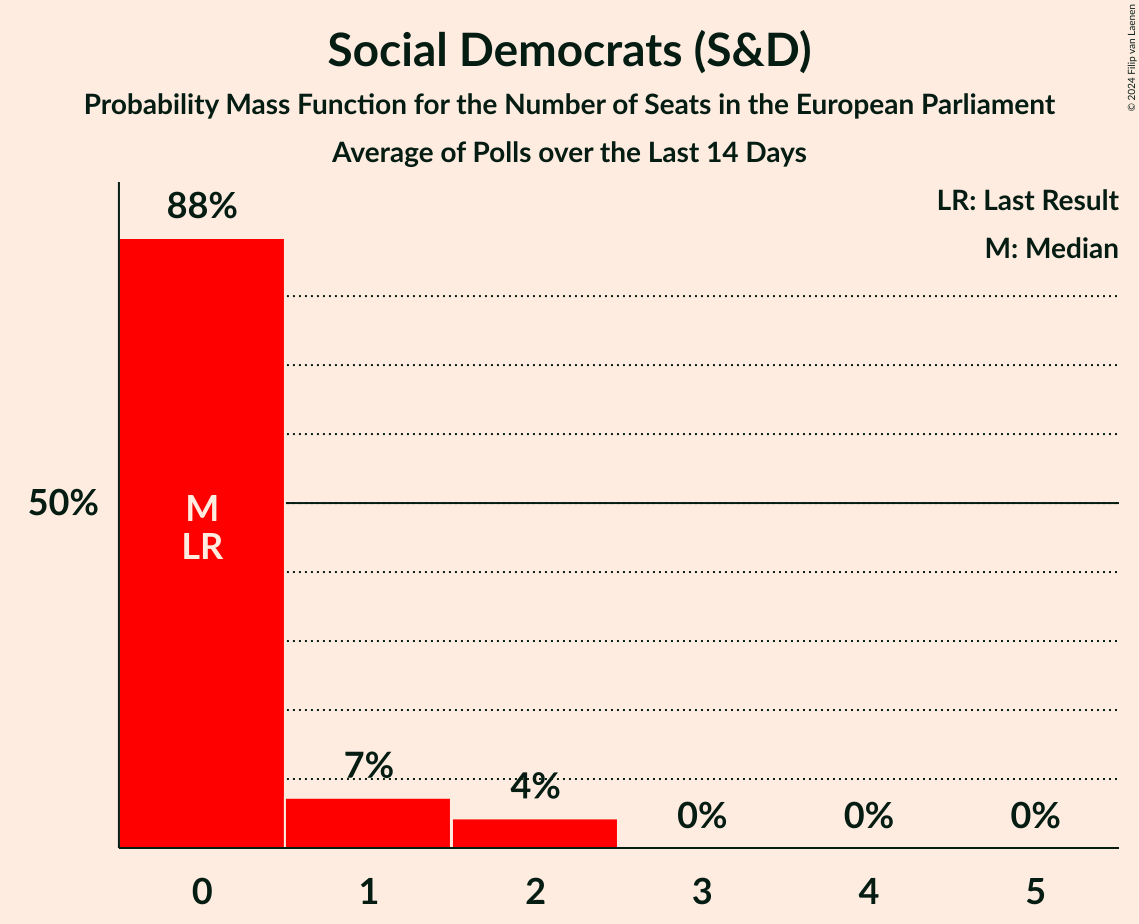 Social Democrats (S&D)
Probability Mass Function for the Number of Seats in the European Parliament
Average of Polls over the Last 14 Days
© 2024 Filip van Laenen
LR: Last Result
M: Median
88%
50%
M
LR
7%
4%
0%
0%
0%
0
1
2
3
4
5